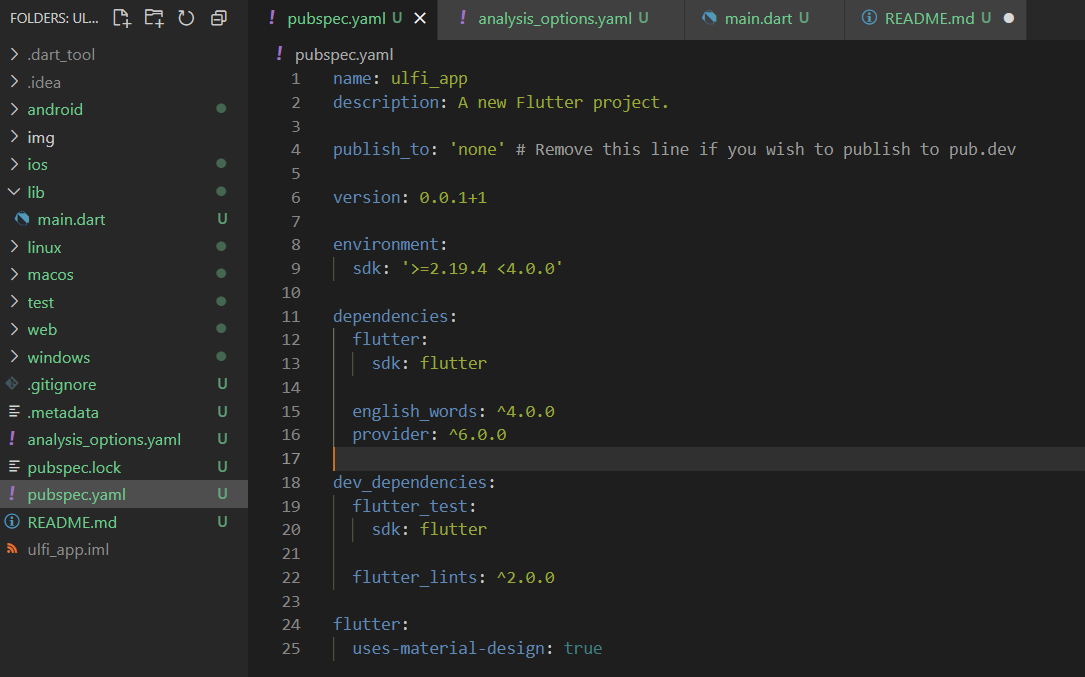 FOLDERS: UL...
.dart_tool
.idea
android
img
ios
lib
main.dart U
linux
macos
test
web
windows
.gitignore U
.metadata U
analysis_options.yaml U
pubspec.lock U
pubspec.yaml U
README.md U
ulfi_app.iml
pubspec.yaml U analysis_options.yaml U main.dart U README.md U
pubspec.yaml
1 name: ulfi_app
2 description: A new Flutter project.
3
4 publish_to: 'none' # Remove this line if you wish to publish to pub.dev
5
6 version: 0.0.1+1
7
8 environment:
9   sdk: '>=2.19.4 <4.0.0'
10
11 dependencies:
12   flutter:
13     sdk: flutter
14
15   english_words: ^4.0.0
16   provider: ^6.0.0
17
18 dev_dependencies:
19   flutter_test:
20     sdk: flutter
21
22   flutter_lints: ^2.0.0
23
24 flutter:
25   uses-material-design: true